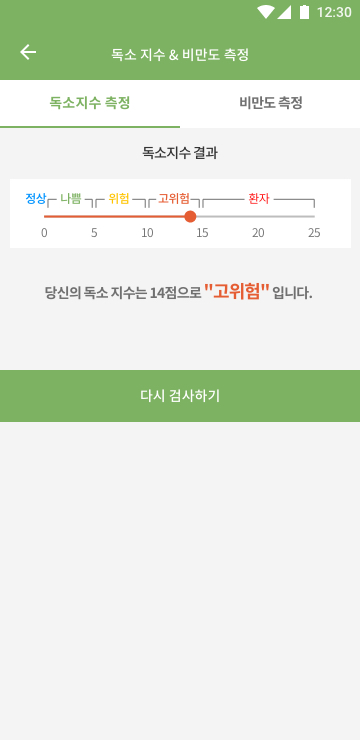 12:30
독소 지수 & 비만도 측정
독소지수 측정 비만도 측정
독소지수 결과
정상 나쁨 위험 고위험 환자
0 5 10 15 20 25
당신의 독소 지수는 14점으로 "고위험" 입니다.
다시 검사하기